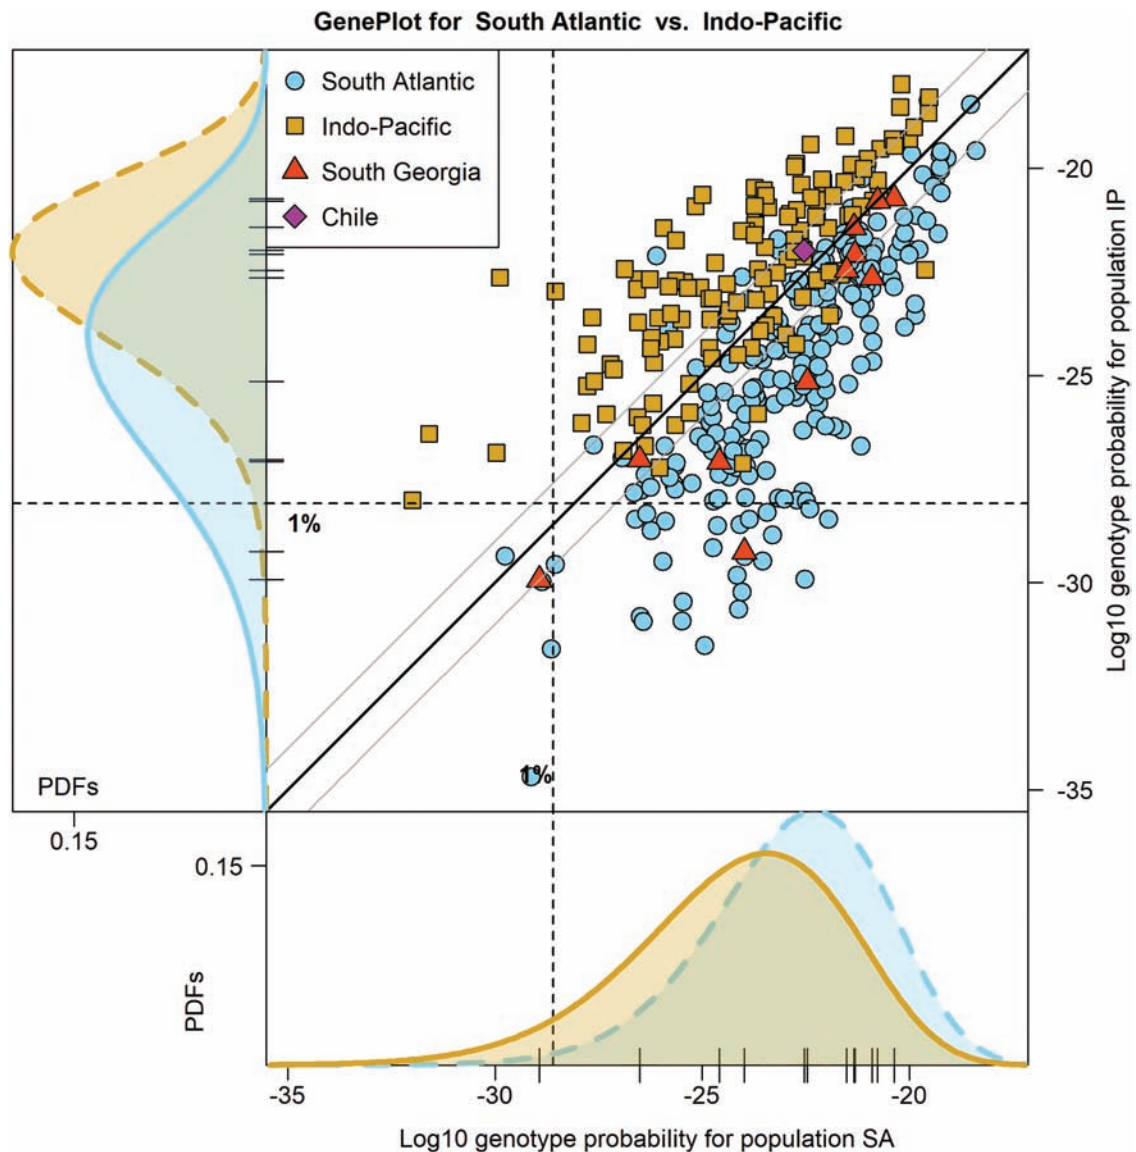 GenePlot for South Atlantic vs. Indo-Pacific
South Atlantic
Indo-Pacific
South Georgia
Chile
-20
-25
-30
-35
Log10 genotype probability for population IP
1%
1%
PDFs
0.15
0.15
PDFs
-35
-30
-25
-20
Log10 genotype probability for population SA